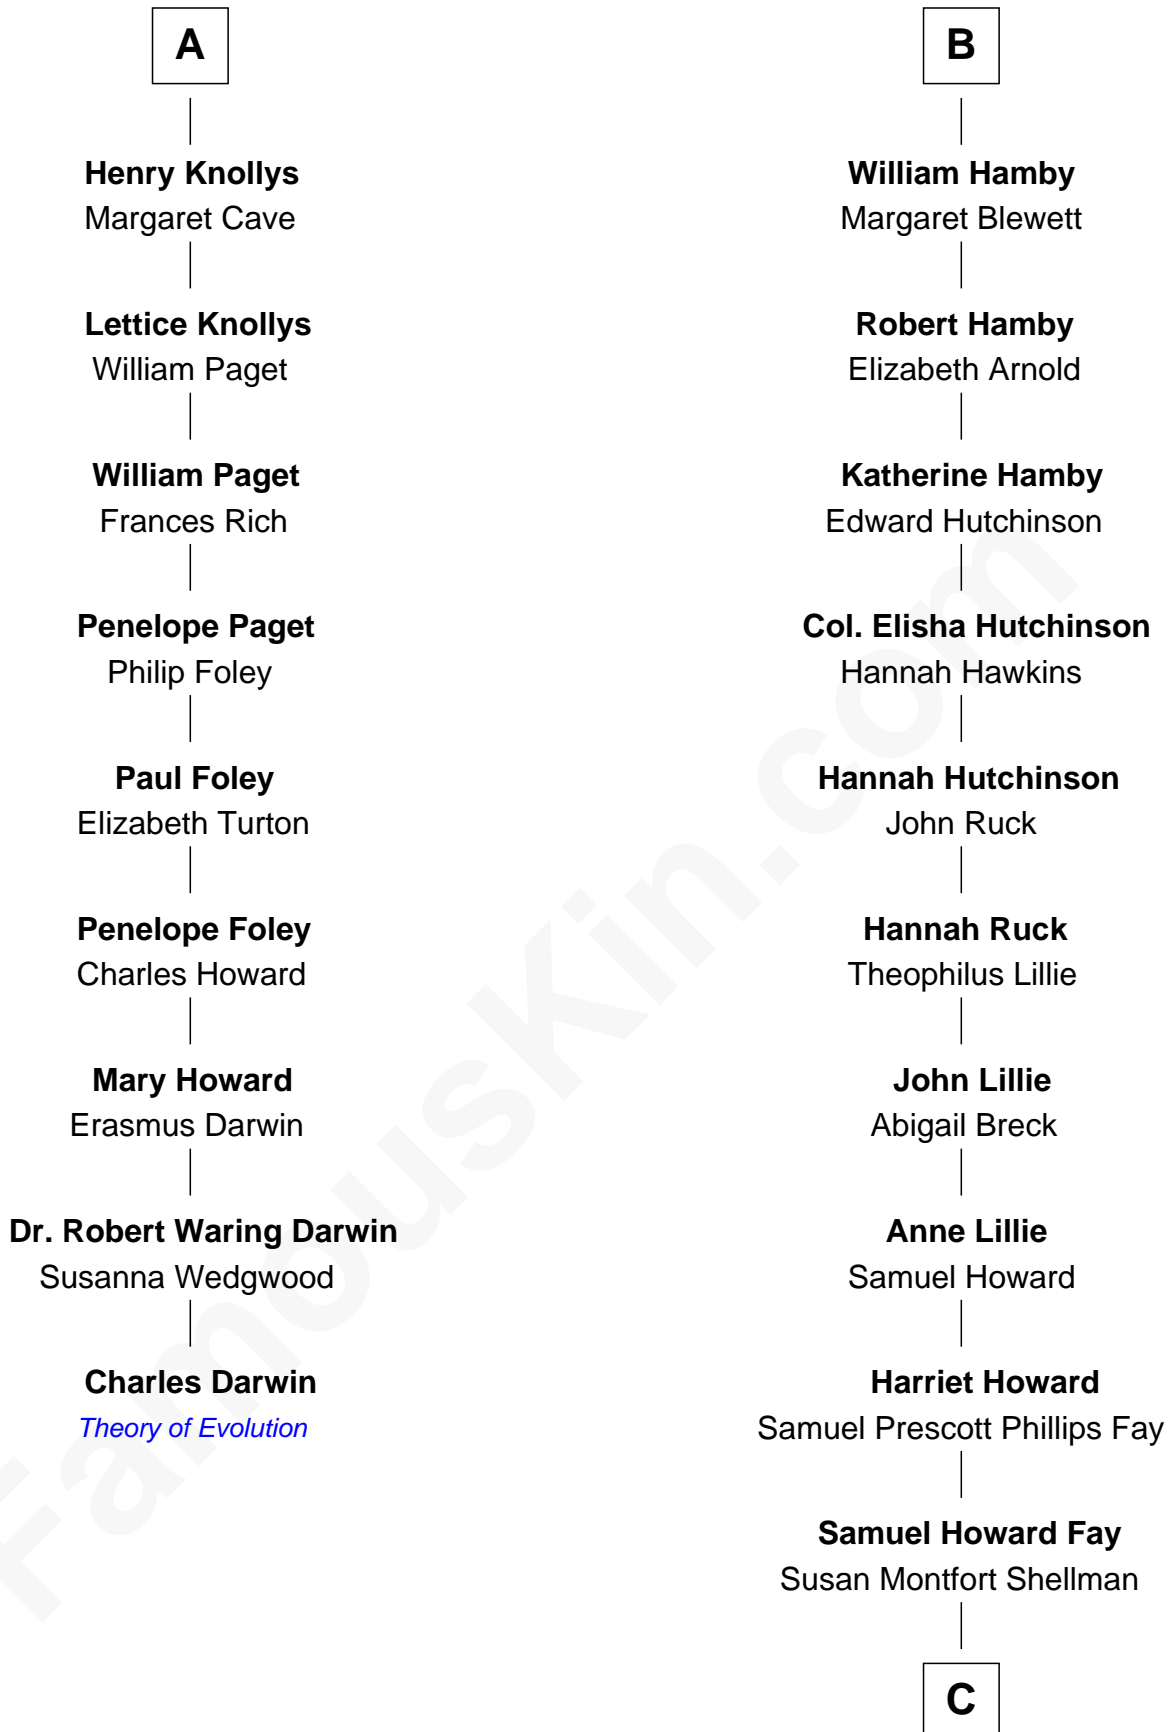 A
Henry Knollys
Margaret Cave
Lettice Knollys
William Paget
William Paget
Frances Rich
Penelope Paget
Philip Foley
Paul Foley
Elizabeth Turton
Penelope Foley
Charles Howard
Mary Howard
Erasmus Darwin
Dr. Robert Waring Darwin
Susanna Wedgwood
Charles Darwin
Theory of Evolution
B
William Hamby
Margaret Blewett
Robert Hamby
Elizabeth Arnold
Katherine Hamby
Edward Hutchinson
Col. Elisha Hutchinson
Hannah Hawkins
Hannah Hutchinson
John Ruck
Hannah Ruck
Theophilus Lillie
John Lillie
Abigail Breck
Anne Lillie
Samuel Howard
Harriet Howard
Samuel Prescott Phillips Fay
Samuel Howard Fay
Susan Montfort Shellman
C
FamousKin.com